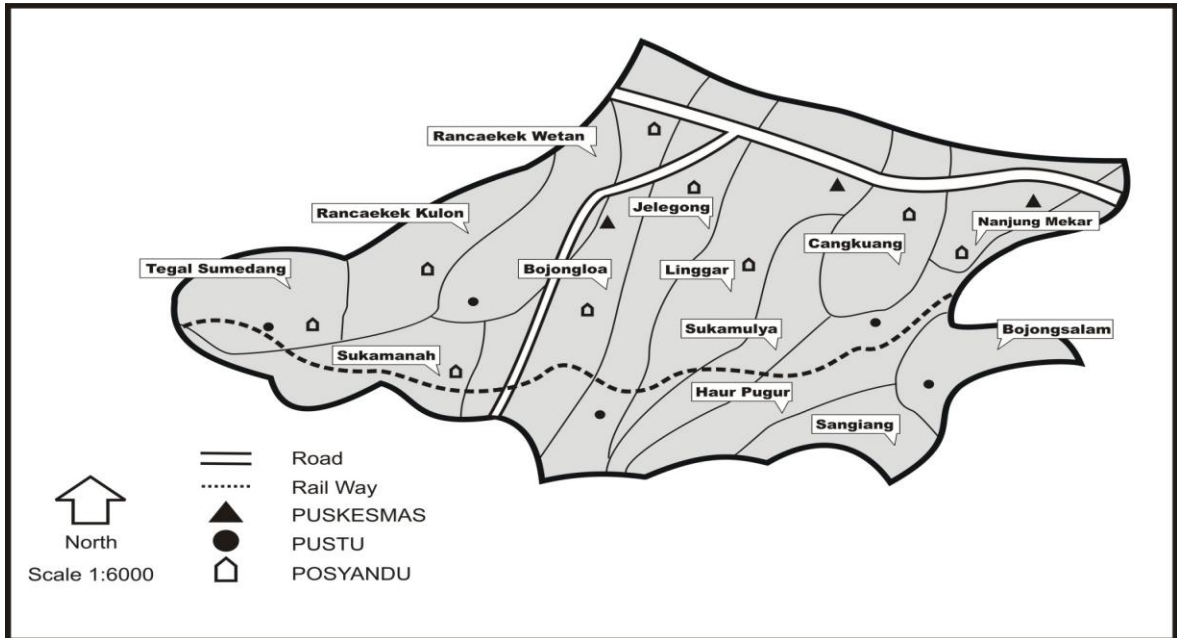 Rancaekek Wetan
Rancaekek Kulon
Jelegong
Nanjung Mekar
Cangkuang
Tegal Sumedang
Bojongloa
Linggar
Sukamulya
Bojongsalam
Sukamanah
Haur Pugur
Sangiang
Road
Rail Way
PUSKESMAS
PUSTU
POSYANDU
North
Scale 1:6000